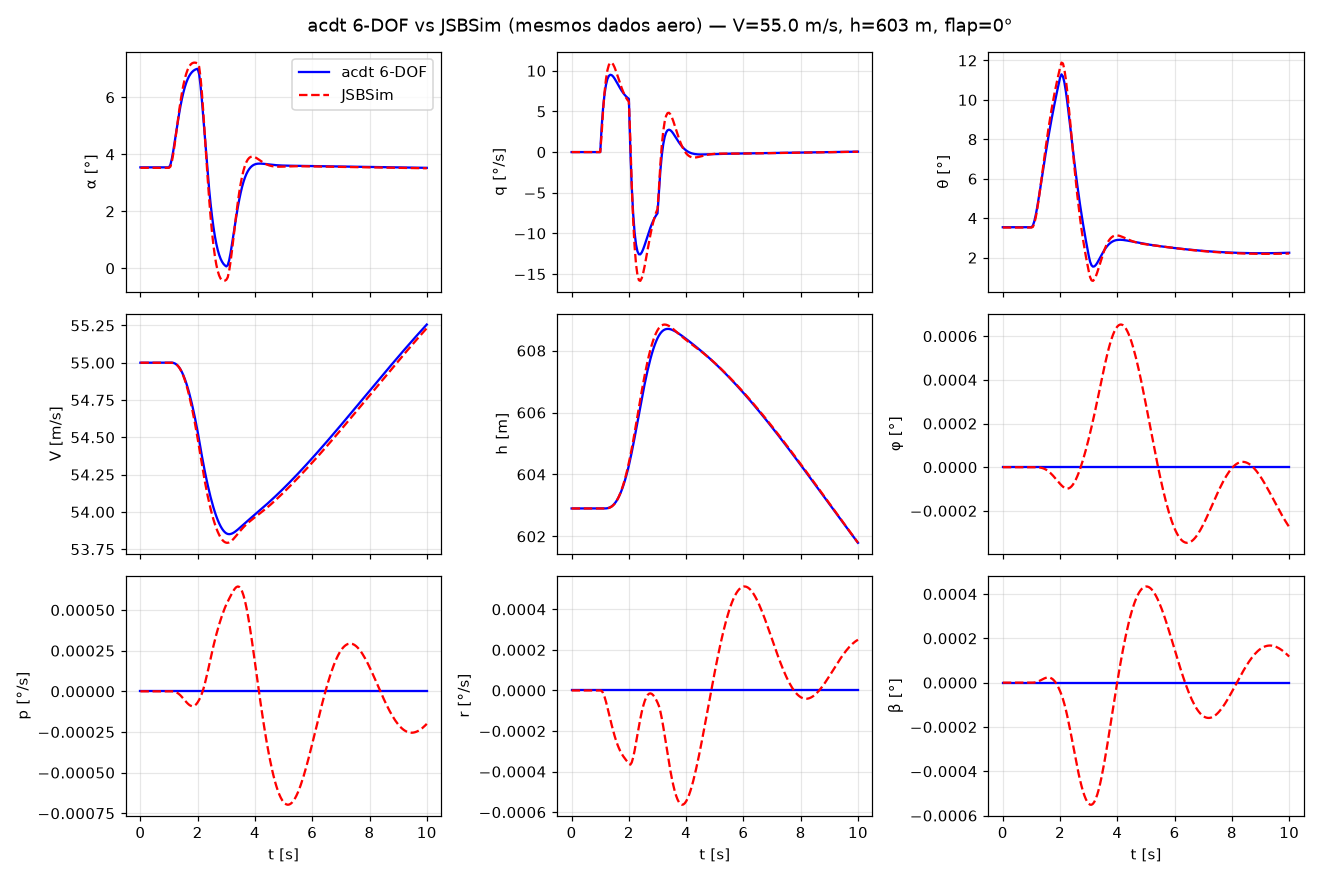 acdt 6-DOF vs JSBSim (mesmos dados aero) — V=55.0 m/s, h=603 m, flap=0°
α [°]
6
4
2
0
acdt 6-DOF
JSBSim
q [°/s]
10
5
0
−5
−10
−15
θ [°]
12
10
8
6
4
2
V [m/s]
55.25
55.00
54.75
54.50
54.25
54.00
53.75
h [m]
608
606
604
602
φ [°]
0.0006
0.0004
0.0002
0.0000
−0.0002
p [°/s]
0.00050
0.00025
0.00000
−0.00025
−0.00050
−0.00075
0 2 4 6 8 10
t [s]
r [°/s]
0.0004
0.0002
0.0000
−0.0002
−0.0004
−0.0006
0 2 4 6 8 10
t [s]
β [°]
0.0004
0.0002
0.0000
−0.0002
−0.0004
−0.0006
0 2 4 6 8 10
t [s]